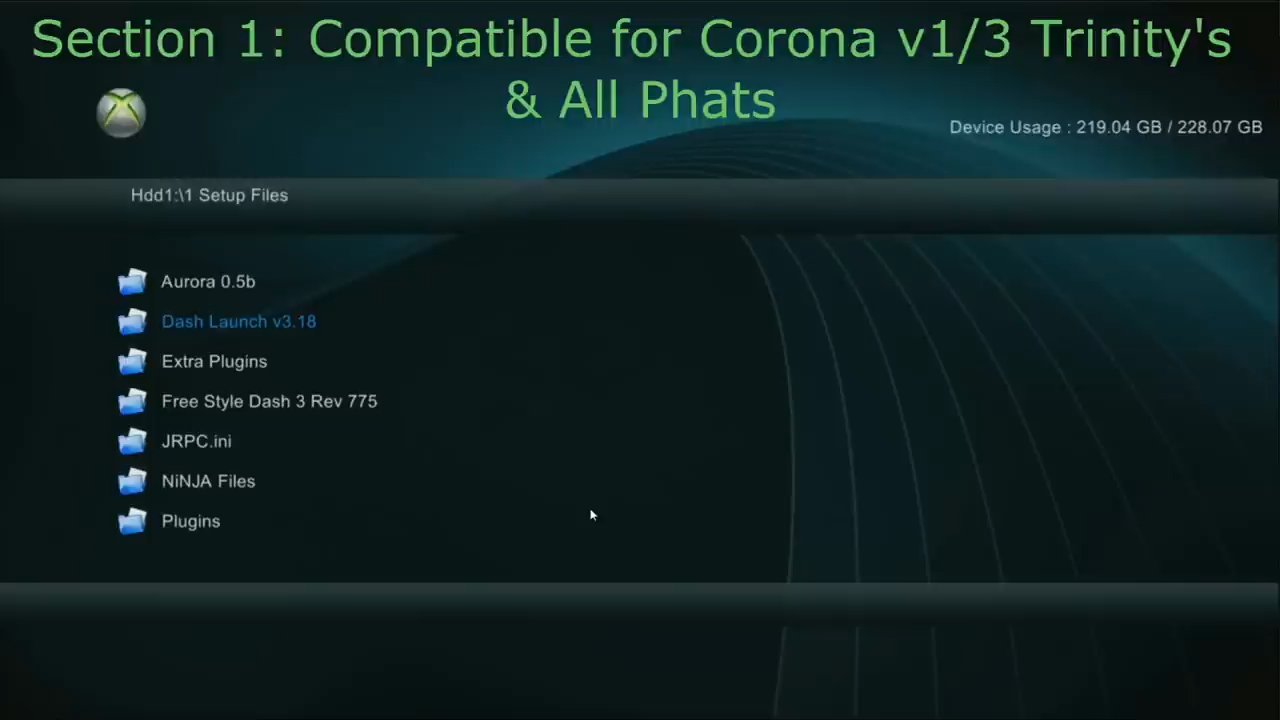 Section 1: Compatible for Corona v1/3 Trinity's
& All Phats
Device Usage : 219.04 GB / 228.07 GB
Hdd1:\1 Setup Files
Aurora 0.5b
Dash Launch v3.18
Extra Plugins
Free Style Dash 3 Rev 775
JRPC.ini
NiNJA Files
Plugins